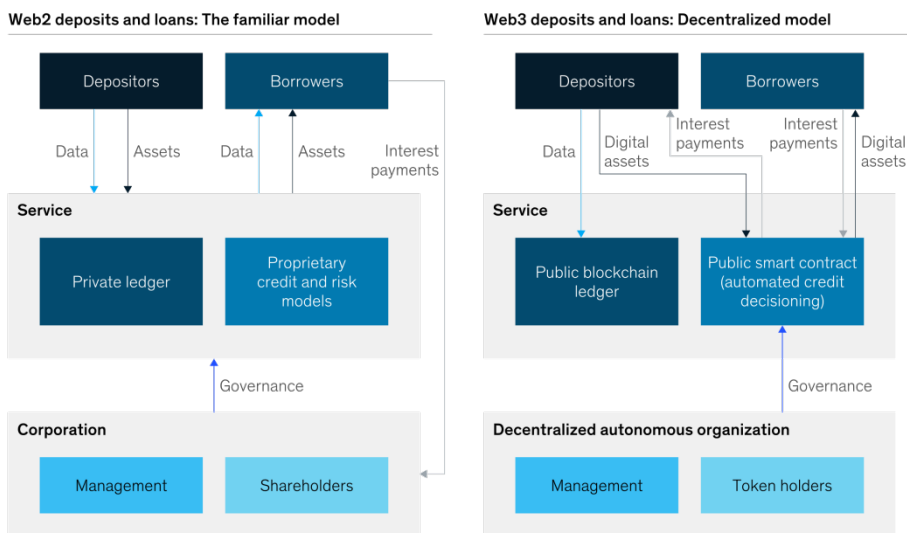 Web2 deposits and loans: The familiar model
Depositors
Borrowers
Data
Assets
Data
Assets
Interest
payments
Service
Private ledger
Proprietary
credit and risk
models
Governance
Corporation
Management
Shareholders
Web3 deposits and loans: Decentralized model
Depositors
Borrowers
Data
Digital
assets
Interest
payments
Interest
payments
Digital
assets
Service
Public blockchain
ledger
Public smart contract
(automated credit
decisioning)
Governance
Decentralized autonomous organization
Management
Token holders